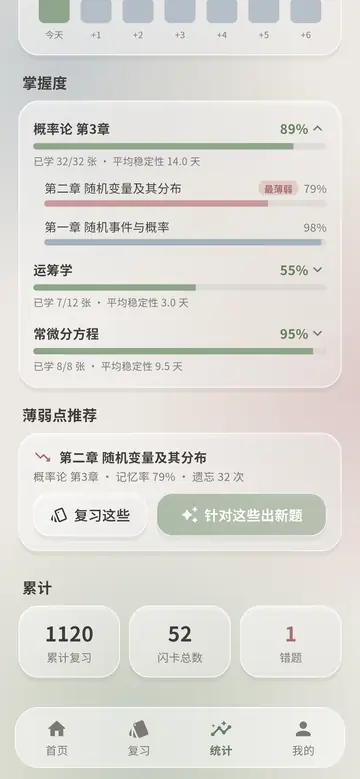 今天 +1 +2 +3 +4 +5 +6
掌握度
概率论 第3章 89%
已学 32/32 张 · 平均稳定性 14.0 天
第二章 随机变量及其分布 最薄弱 79%
第一章 随机事件与概率 98%
运筹学 55%
已学 7/12 张 · 平均稳定性 3.0 天
常微分方程 95%
已学 8/8 张 · 平均稳定性 9.5 天
薄弱点推荐
第二章 随机变量及其分布
概率论 第3章 · 记忆率 79% · 遗忘 32 次
复习这些 针对这些出新题
累计
1120 52 1
累计复习 闪卡总数 错题
首页 复习 统计 我的